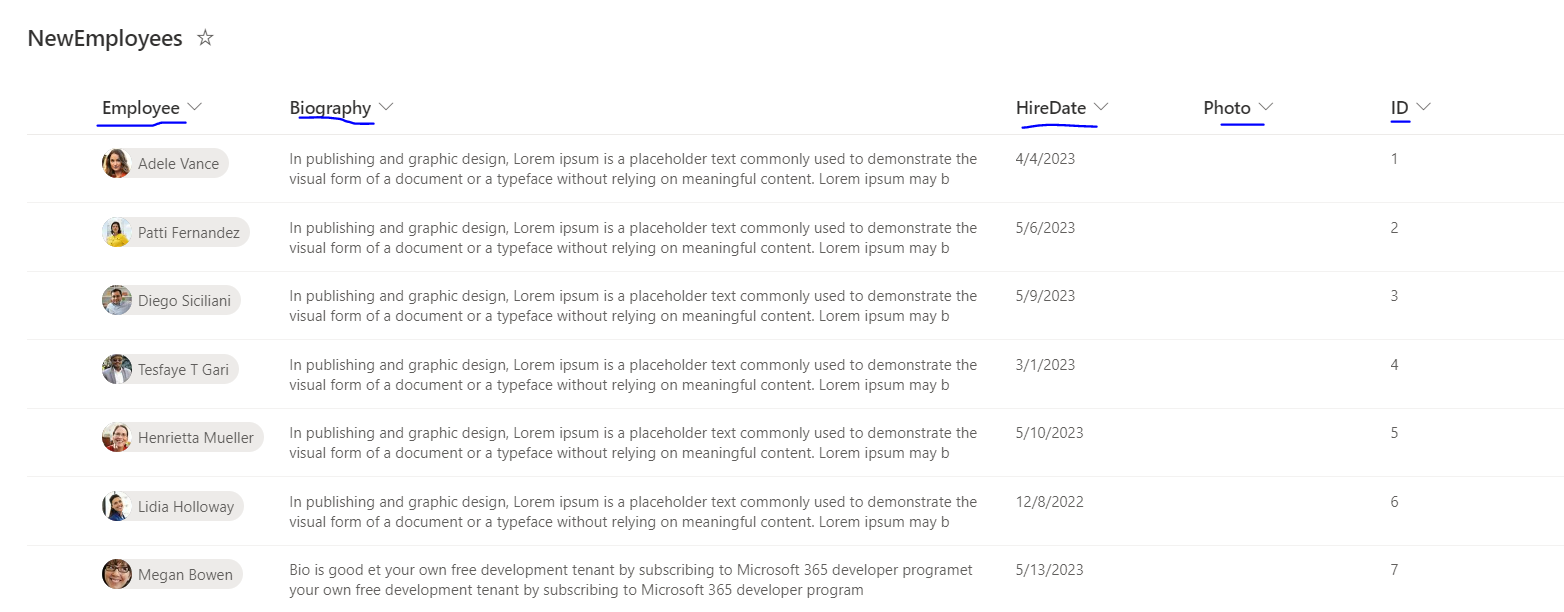 NewEmployees
Employee Biography HireDate Photo ID
Adele Vance In publishing and graphic design, Lorem ipsum is a placeholder text commonly used to demonstrate the 4/4/2023 1
visual form of a document or a typeface without relying on meaningful content. Lorem ipsum may b
Patti Fernandez In publishing and graphic design, Lorem ipsum is a placeholder text commonly used to demonstrate the 5/6/2023 2
visual form of a document or a typeface without relying on meaningful content. Lorem ipsum may b
Diego Siciliani In publishing and graphic design, Lorem ipsum is a placeholder text commonly used to demonstrate the 5/9/2023 3
visual form of a document or a typeface without relying on meaningful content. Lorem ipsum may b
Tesfaye T Gari In publishing and graphic design, Lorem ipsum is a placeholder text commonly used to demonstrate the 3/1/2023 4
visual form of a document or a typeface without relying on meaningful content. Lorem ipsum may b
Henrietta Mueller In publishing and graphic design, Lorem ipsum is a placeholder text commonly used to demonstrate the 5/10/2023 5
visual form of a document or a typeface without relying on meaningful content. Lorem ipsum may b
Lidia Holloway In publishing and graphic design, Lorem ipsum is a placeholder text commonly used to demonstrate the 12/8/2022 6
visual form of a document or a typeface without relying on meaningful content. Lorem ipsum may b
Megan Bowen Bio is good et your own free development tenant by subscribing to Microsoft 365 developer programet 5/13/2023 7
your own free development tenant by subscribing to Microsoft 365 developer program